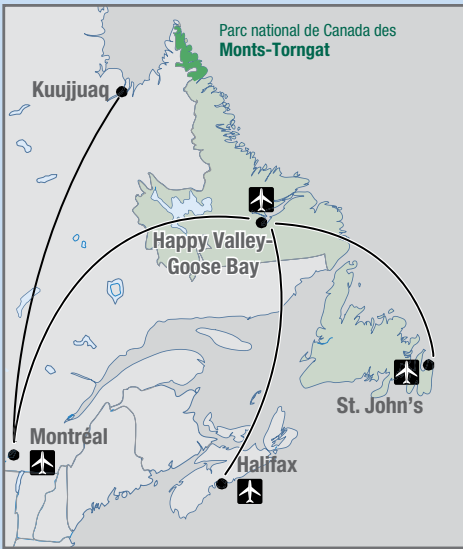 Parc national de Canada des
Monts-Torngat
Kuujjuaq
Happy Valley-
Goose Bay
St. John's
Montréal
Halifax